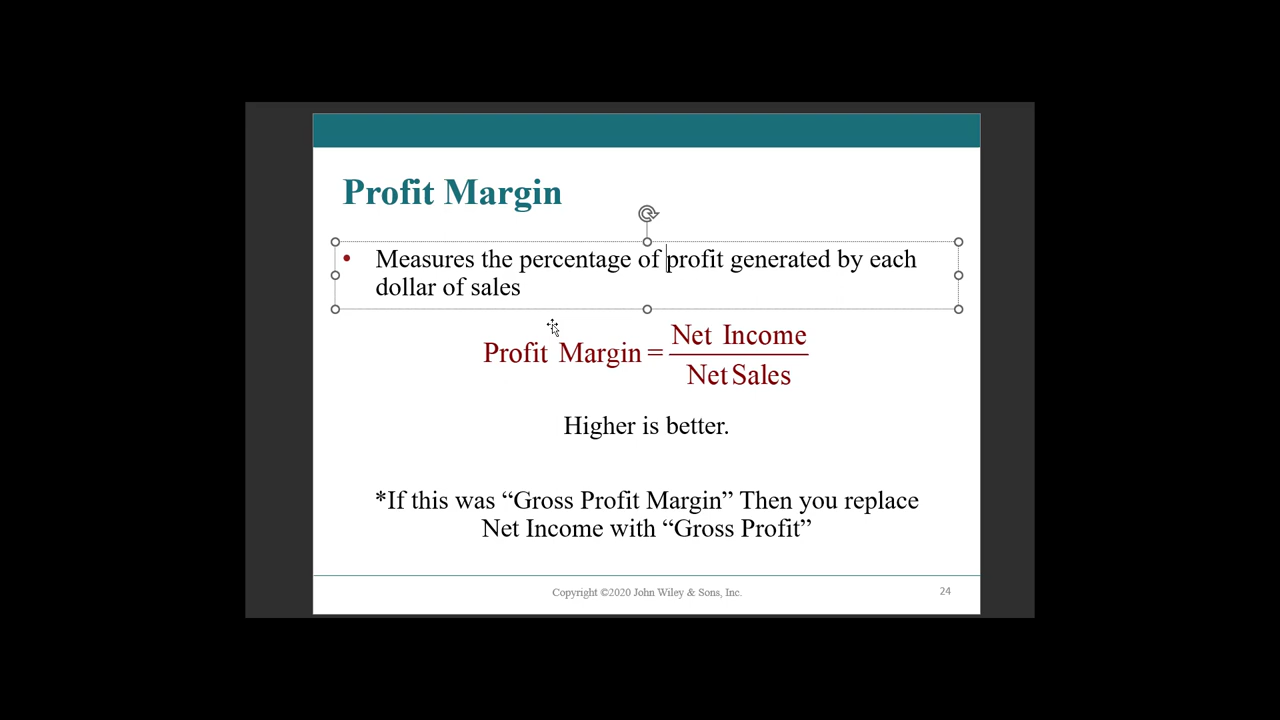 Profit Margin
• Measures the percentage of profit generated by each
dollar of sales
Profit Margin = Net Income
Net Sales
Higher is better.
*If this was “Gross Profit Margin” Then you replace
Net Income with “Gross Profit”
Copyright ©2020 John Wiley & Sons, Inc.
24